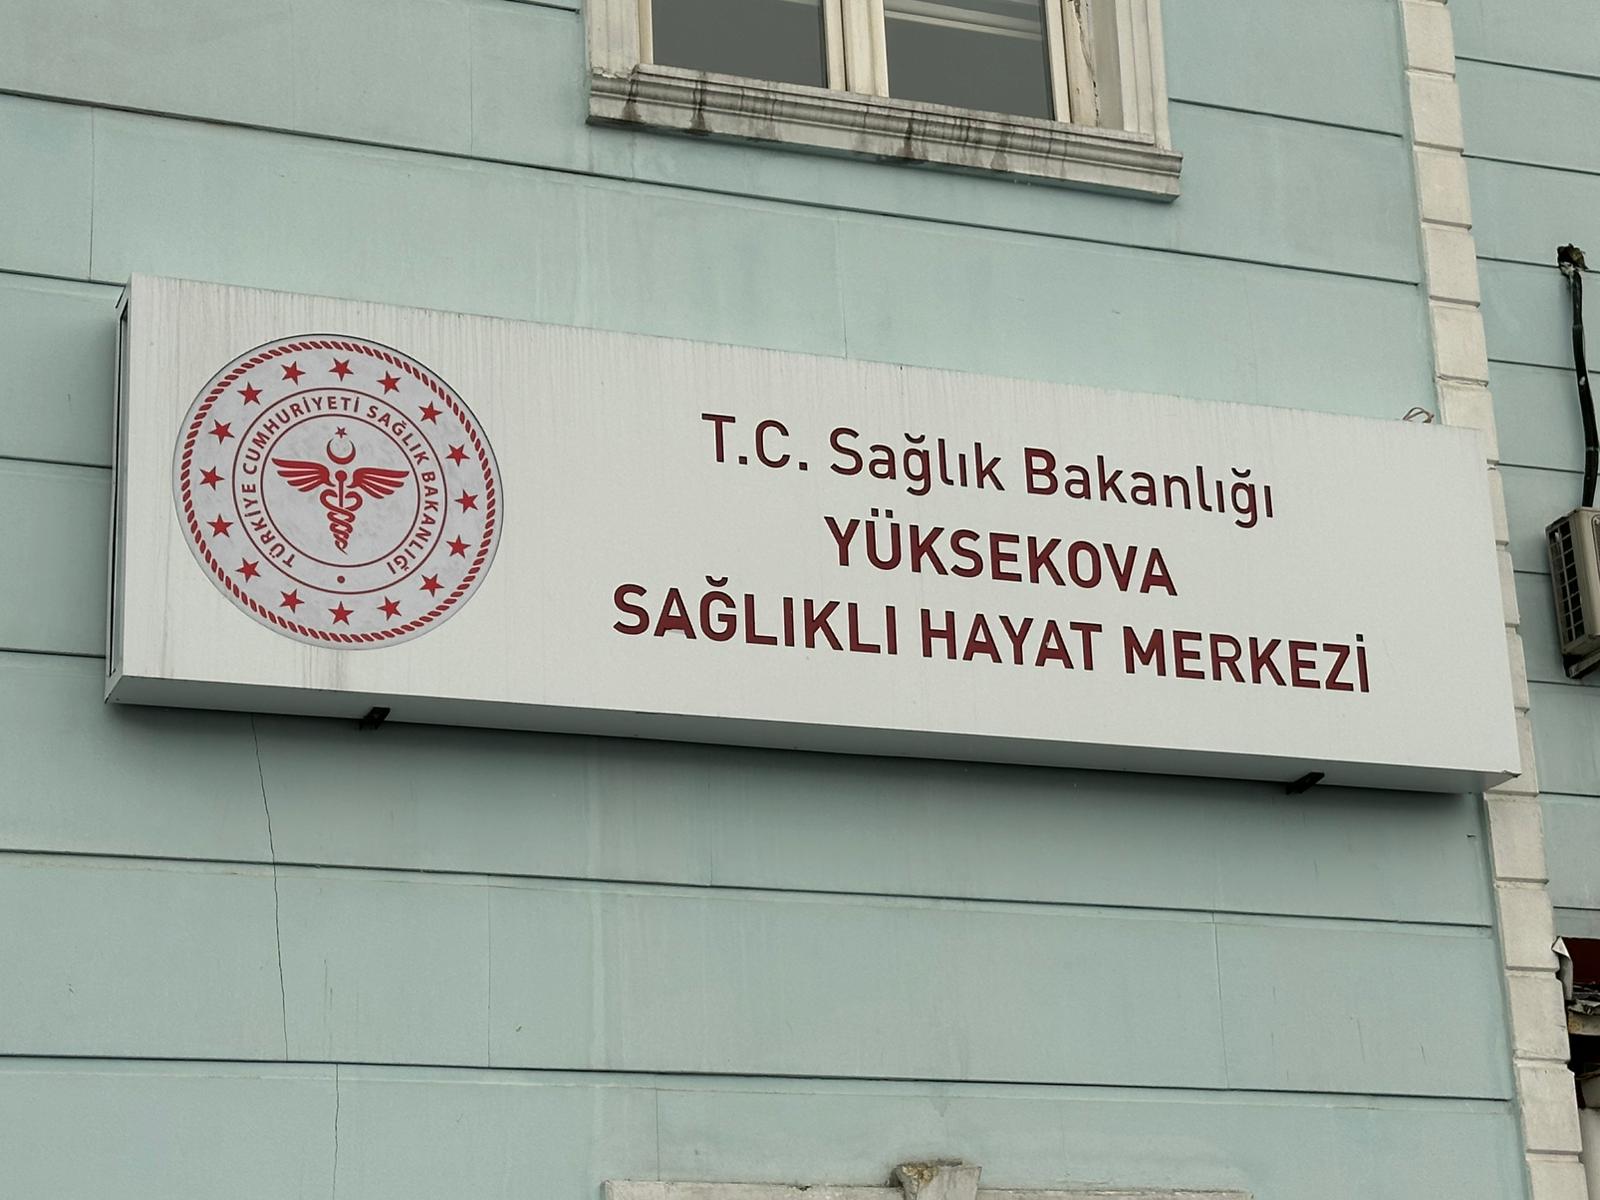 TÜRKİYE CUMHURİYETİ SAĞLIK BAKANLIĞI
T.C. Sağlık Bakanlığı
YÜKSEKOVA
SAĞLIKLI HAYAT MERKEZİ